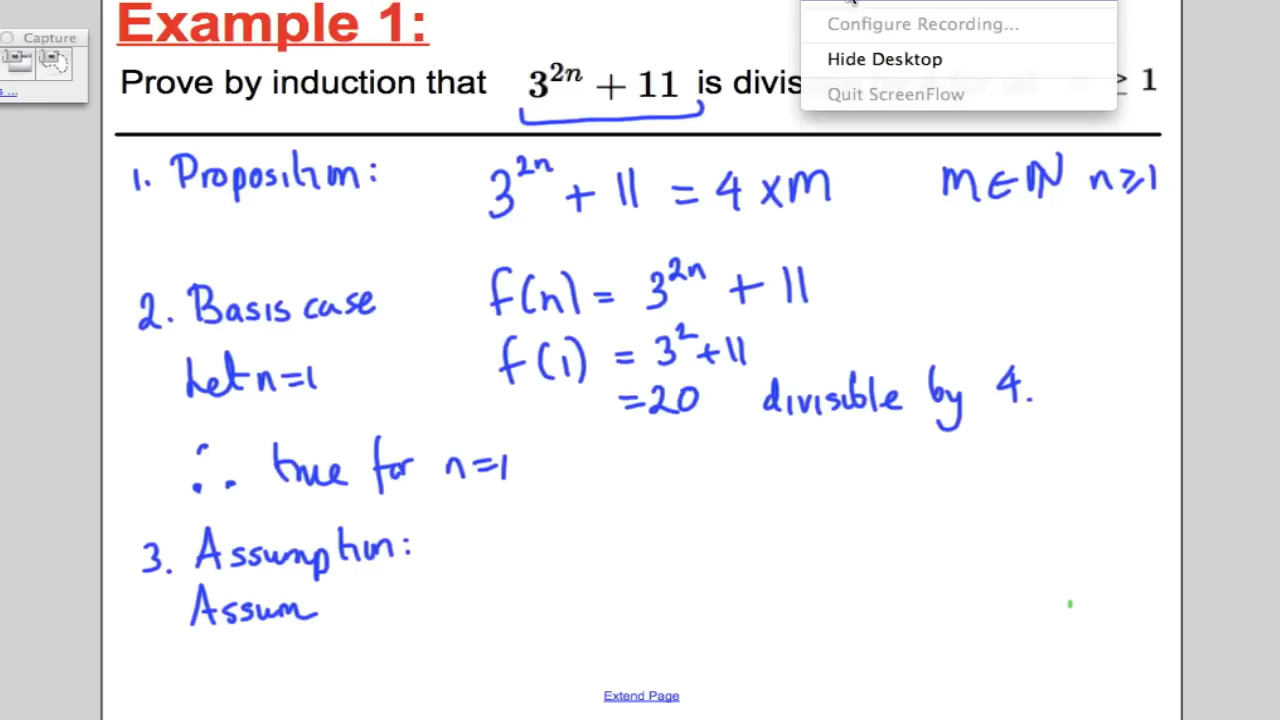 Example 1:
Capture
Configure Recording...
Hide Desktop
Quit ScreenFlow
Prove by induction that 3^{2n} + 11 is divis ≥ 1
1. Proposition: 3^{2n} + 11 = 4 × M M ∈ ℕ n ≥ 1
2. Basis case f(n) = 3^{2n} + 11
Let n = 1 f(1) = 3^2 + 11
= 20 divisible by 4.
∴ true for n = 1
3. Assumption:
Assum
Extend Page